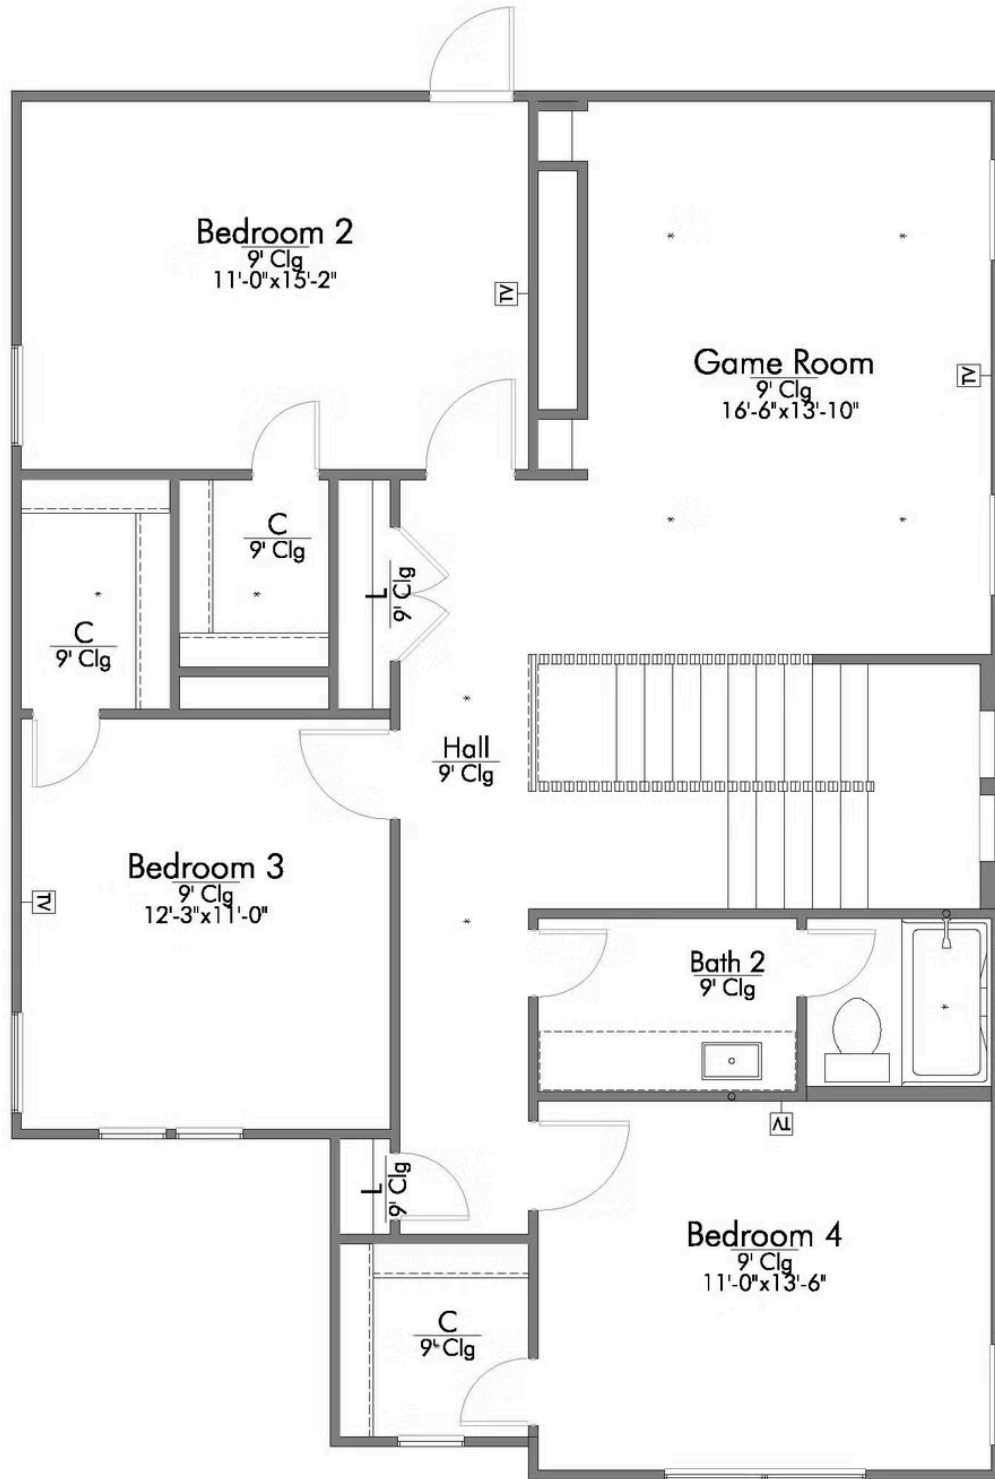 Bedroom 2
9' Clg
11'-0"x15'-2"
TV
Game Room
9' Clg
16'-6"x13'-10"
TV
C
9' Clg
C
9' Clg
L
9' Clg
Hall
9' Clg
Bedroom 3
9' Clg
12'-3"x11'-0"
TV
Bath 2
9' Clg
TV
L
9' Clg
Bedroom 4
9' Clg
11'-0"x13'-6"
C
9' Clg